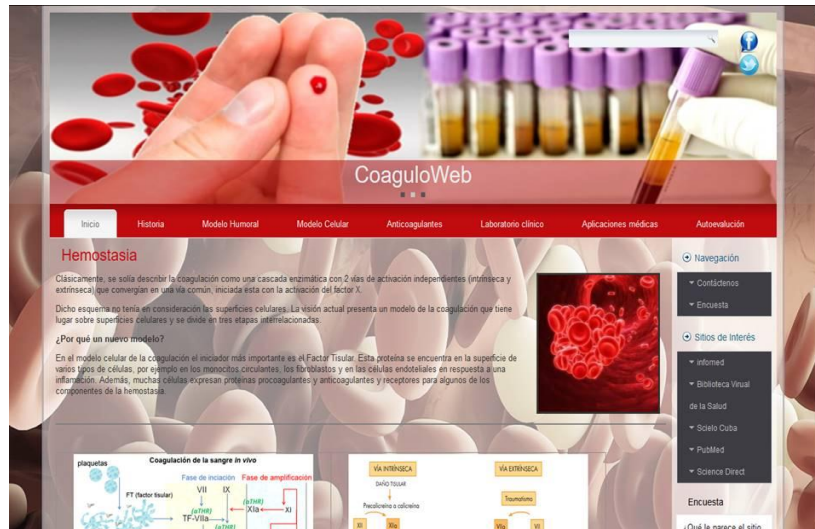 CoaguloWeb
Inicio
Historia
Modelo Humoral
Modelo Celular
Anticoagulantes
Laboratorio clínico
Aplicaciones médicas
Autoevalución
Hemostasia
Clásicamente, se solía describir la coagulación como una cascada enzimática con 2 vías de activación independientes (intrínseca y
extrínseca) que convergían en una vía común, iniciada esta con la activación del factor X.
Dicho esquema no tenía en consideración las superficies celulares. La visión actual presenta un modelo de la coagulación que tiene
lugar sobre superficies celulares y se divide en tres etapas interrelacionadas.
¿Por qué un nuevo modelo?
En el modelo celular de la coagulación el iniciador más importante es el Factor Tisular. Esta proteína se encuentra en la superficie de
varios tipos de células, por ejemplo en los monocitos circulantes, los fibroblastos y en las células endoteliales en respuesta a una
inflamación. Además, muchas células expresan proteínas procoagulantes y anticoagulantes y receptores para algunos de los
componentes de la hemostasia.
Navegación
Contáctenos
Encuesta
Sitios de Interés
infomed
Biblioteca Virual
de la Salud
Scielo Cuba
PubMed
Science Direct
Encuesta
¿Qué le parece el sitio
Coagulación de la sangre in vivo
plaquetas
Fase de inciación
Fase de amplificación
FT (factor tisular)
VII
IX
(αTHR)
(αTHR)
XIa
XI
TF-VIIa
(αTHR)
VÍA INTRÍNSECA
VÍA EXTRÍNSECA
DAÑO TISULAR
Traumatismo
Precalicreína a calicreína
XII
XIIa
VIIa
VII